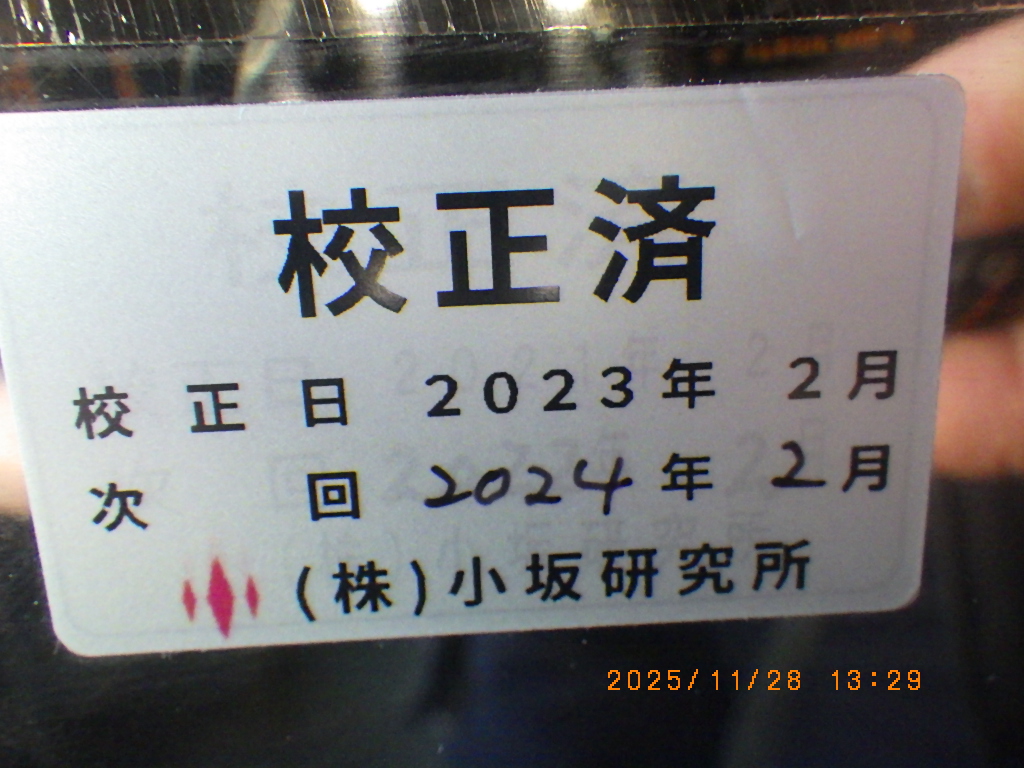 校正済
校正日 2023年 2月
次回 2024年 2月
(株)小坂研究所
2025/11/28 13:29